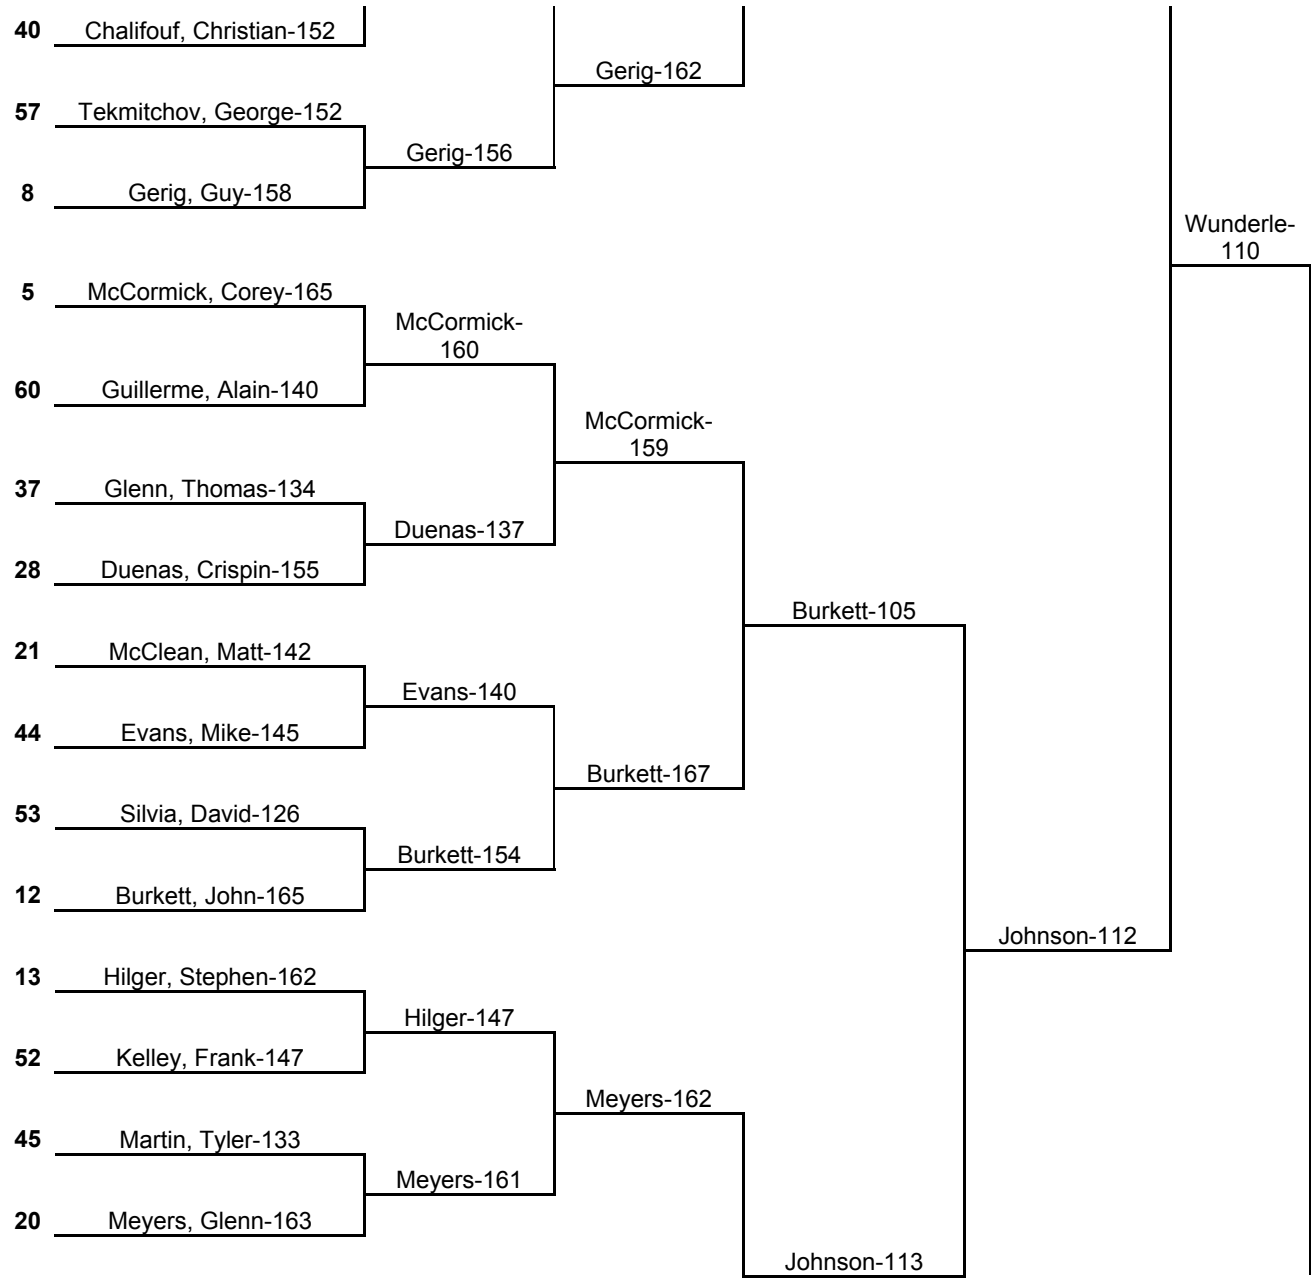 40 Chalifouf, Christian-152
Gerig-162
57 Tekmitchov, George-152
Gerig-156
8 Gerig, Guy-158
Wunderle-
110
5 McCormick, Corey-165
McCormick-
160
60 Guillerme, Alain-140
McCormick-
159
37 Glenn, Thomas-134
Duenas-137
28 Duenas, Crispin-155
Burkett-105
21 McClean, Matt-142
Evans-140
44 Evans, Mike-145
Burkett-167
53 Silvia, David-126
Burkett-154
12 Burkett, John-165
Johnson-112
13 Hilger, Stephen-162
Hilger-147
52 Kelley, Frank-147
Meyers-162
45 Martin, Tyler-133
Meyers-161
20 Meyers, Glenn-163
Johnson-113